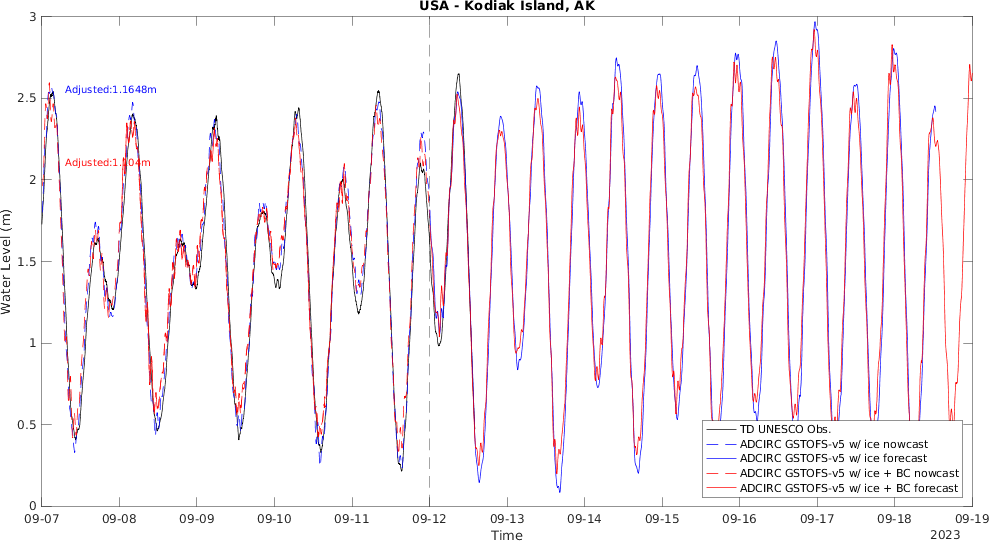 USA - Kodiak Island, AK
3
2.5
2
1.5
1
0.5
0
Water Level (m)
Adjusted:1.1648m
TD UNESCO Obs.
ADCIRC GSTOFS-v5 w/ ice nowcast
ADCIRC GSTOFS-v5 w/ ice forecast
ADCIRC GSTOFS-v5 w/ ice + BC nowcast
ADCIRC GSTOFS-v5 w/ ice + BC forecast
09-07 09-08 09-09 09-10 09-11 09-12 09-13 09-14 09-15 09-16 09-17 09-18 09-19
Time
2023